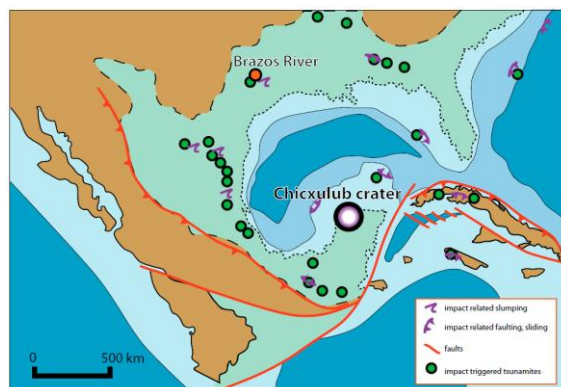 Brazos River
Chicxulub crater
impact related slumping
impact related faulting, sliding
faults
impact triggered tsunamites
0 500 km